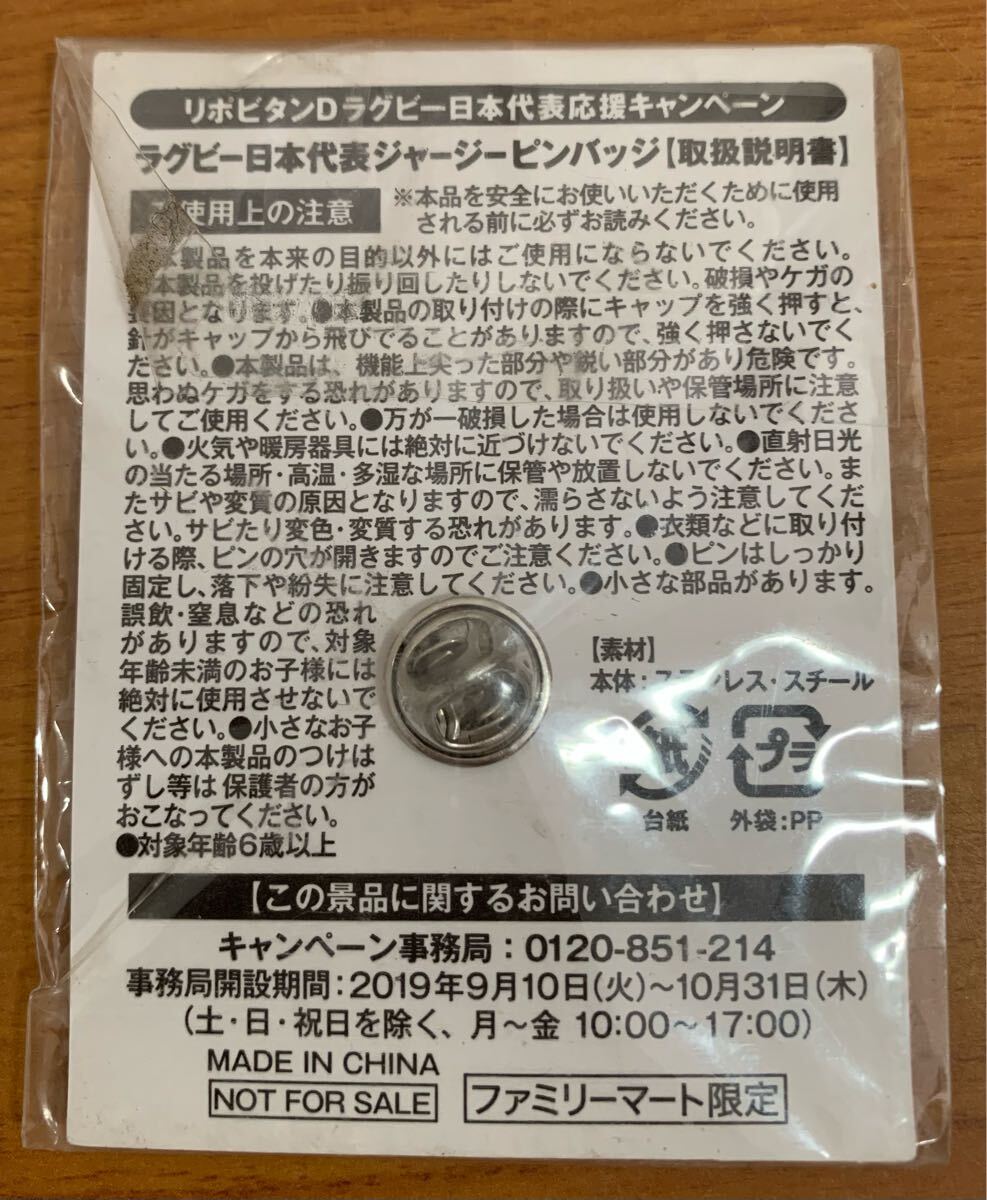 リポビタンD ラグビー日本代表応援キャンペーン
ラグビー日本代表ジャージーピンバッジ【取扱説明書】
使用上の注意
※本品を安全にお使いいただくために使用
される前に必ずお読みください。
本製品を本来の目的以外にはご使用にならないでください。
本製品を投げたり振り回したりしないでください。破損やケガの
原因となります。●本製品の取り付けの際にキャップを強く押すと、
針がキャップから飛びでることがありますので、強く押さないでく
ださい。●本製品は、機能上尖った部分や鋭い部分があり危険です。
思わぬケガをする恐れがありますので、取り扱いや保管場所に注意
してご使用ください。●万が一破損した場合は使用しないでくださ
い。●火気や暖房器具には絶対に近づけないでください。●直射日光
の当たる場所・高温・多湿な場所に保管や放置しないでください。ま
たサビや変質の原因となりますので、濡らさないよう注意してくだ
さい。サビたり変色・変質する恐れがあります。●衣類などに取り付
ける際、ピンの穴が開きますのでご注意ください。●ピンはしっかり
固定し、落下や紛失に注意してください。●小さな部品があります。
誤飲・窒息などの恐れ
がありますので、対象
年齢未満のお子様には
絶対に使用させないで
ください。●小さなお子
様への本製品のつけは
ずし等は保護者の方が
おこなってください。
●対象年齢6歳以上
【素材】
本体：ステンレス・スチール
紙
プラ
台紙
外袋：PP
【この景品に関するお問い合わせ】
キャンペーン事務局：0120-851-214
事務局開設期間：2019年9月10日(火)～10月31日(木)
(土・日・祝日を除く、月～金 10:00～17:00)
MADE IN CHINA
NOT FOR SALE
ファミリーマート限定